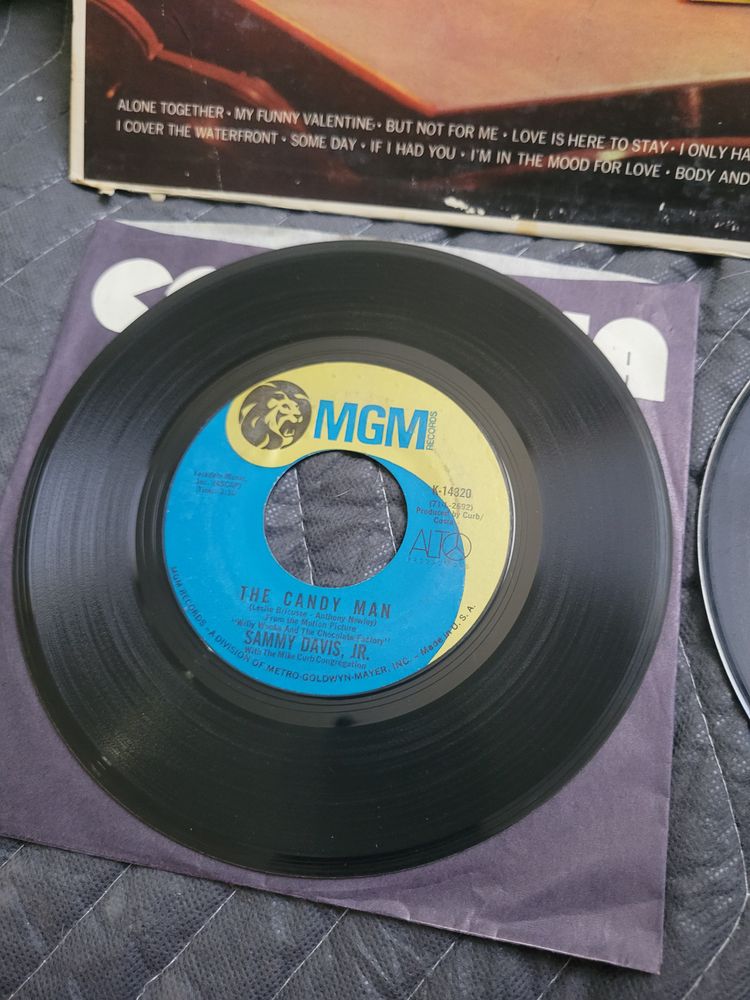 ALONE TOGETHER • MY FUNNY VALENTINE • BUT NOT FOR ME • LOVE IS HERE TO STAY • I ONLY HA
I COVER THE WATERFRONT • SOME DAY • IF I HAD YOU • I'M IN THE MOOD FOR LOVE • BODY AND
MGM
RECORDS
K-14320
(71-L-2692)
Produced by Curb/
Costa
ALTO
THE CANDY MAN
(Leslie Bricusse - Anthony Newley)
From the Motion Picture
"Willy Wonka And The Chocolate Factory"
SAMMY DAVIS, JR.
With The Mike Curb Congregation
MGM RECORDS - A DIVISION OF METRO-GOLDWYN-MAYER, INC. - Made in U.S.A.